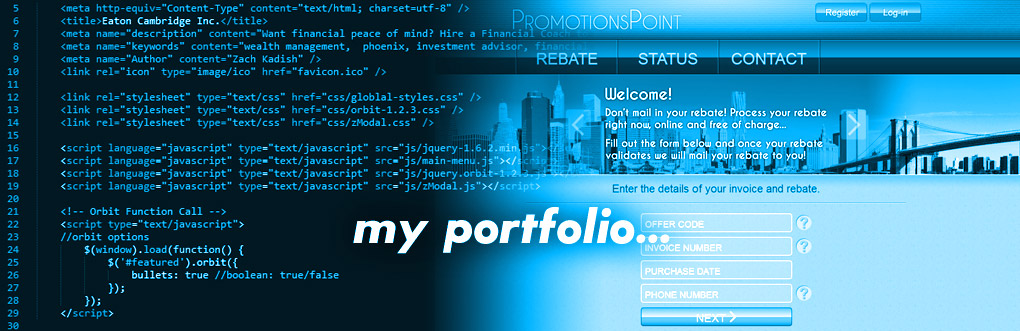 5 <meta http-equiv="Content-Type" content="text/html; charset=utf-8" />
6 <title>Eaton Cambridge Inc.</title>
7 <meta name="description" content="Want financial peace of mind? Hire a Financial Coach
8 <meta name="keywords" content="wealth management, phoenix, investment advisor, financial
9 <meta name="Author" content="Zach Kadish" />
10 <link rel="icon" type="image/ico" href="favicon.ico" />
11
12 <link rel="stylesheet" type="text/css" href="css/globlal-styles.css" />
13 <link rel="stylesheet" type="text/css" href="css/orbit-1.2.3.css" />
14 <link rel="stylesheet" type="text/css" href="css/zModal.css" />
15
16 <script language="javascript" type="text/javascript" src="js/jquery-1.6.2.min.js"></
17 <script language="javascript" type="text/javascript" src="js/main-menu.js"></script>
18 <script language="javascript" type="text/javascript" src="js/jquery.orbit-1.2.3.min.js"></script>
19 <script language="javascript" type="text/javascript" src="js/zModal.js"></script>
20
21 <!-- Orbit Function Call -->
22 <script type="text/javascript">
23 //orbit options
24 $(window).load(function() {
25 $('#featured').orbit({
26 bullets: true //boolean: true/false
27 });
28 });
29 </script>
30
PROMOTIONSPOINT
Register Log-in
REBATE STATUS CONTACT
Welcome!
Don't mail in your rebate! Process your rebate
right now, online and free of charge...
Fill out the form below and once your rebate
validates we will mail your rebate to you!
Enter the details of your invoice and rebate.
my portfolio...
OFFER CODE ?
INVOICE NUMBER ?
PURCHASE DATE
PHONE NUMBER ?
NEXT